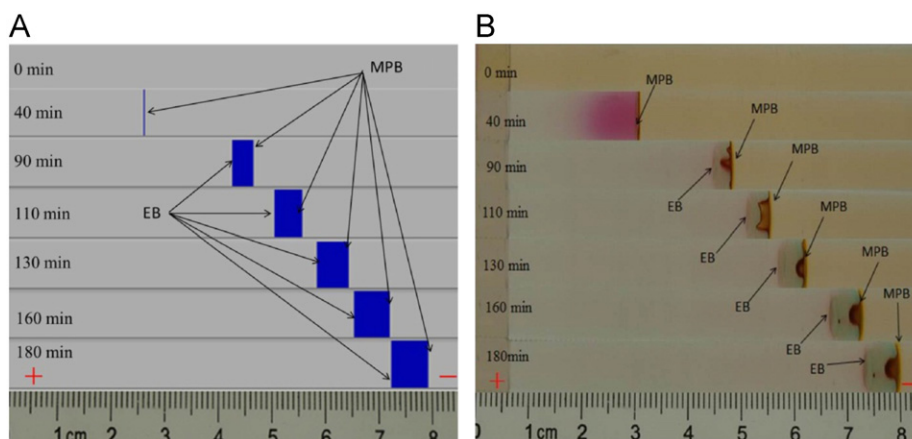 A
0 min
MPB
40 min
90 min
EB
110 min
130 min
160 min
180 min
+ −
1cm 2 3 4 5 6 7 8
B
0 min
MPB
40 min
MPB
90 min
EB
MPB
110 min
EB
MPB
130 min
EB
MPB
160 min
EB
MPB
180min
EB
+ −
0 1cm 2 3 4 5 6 7 8